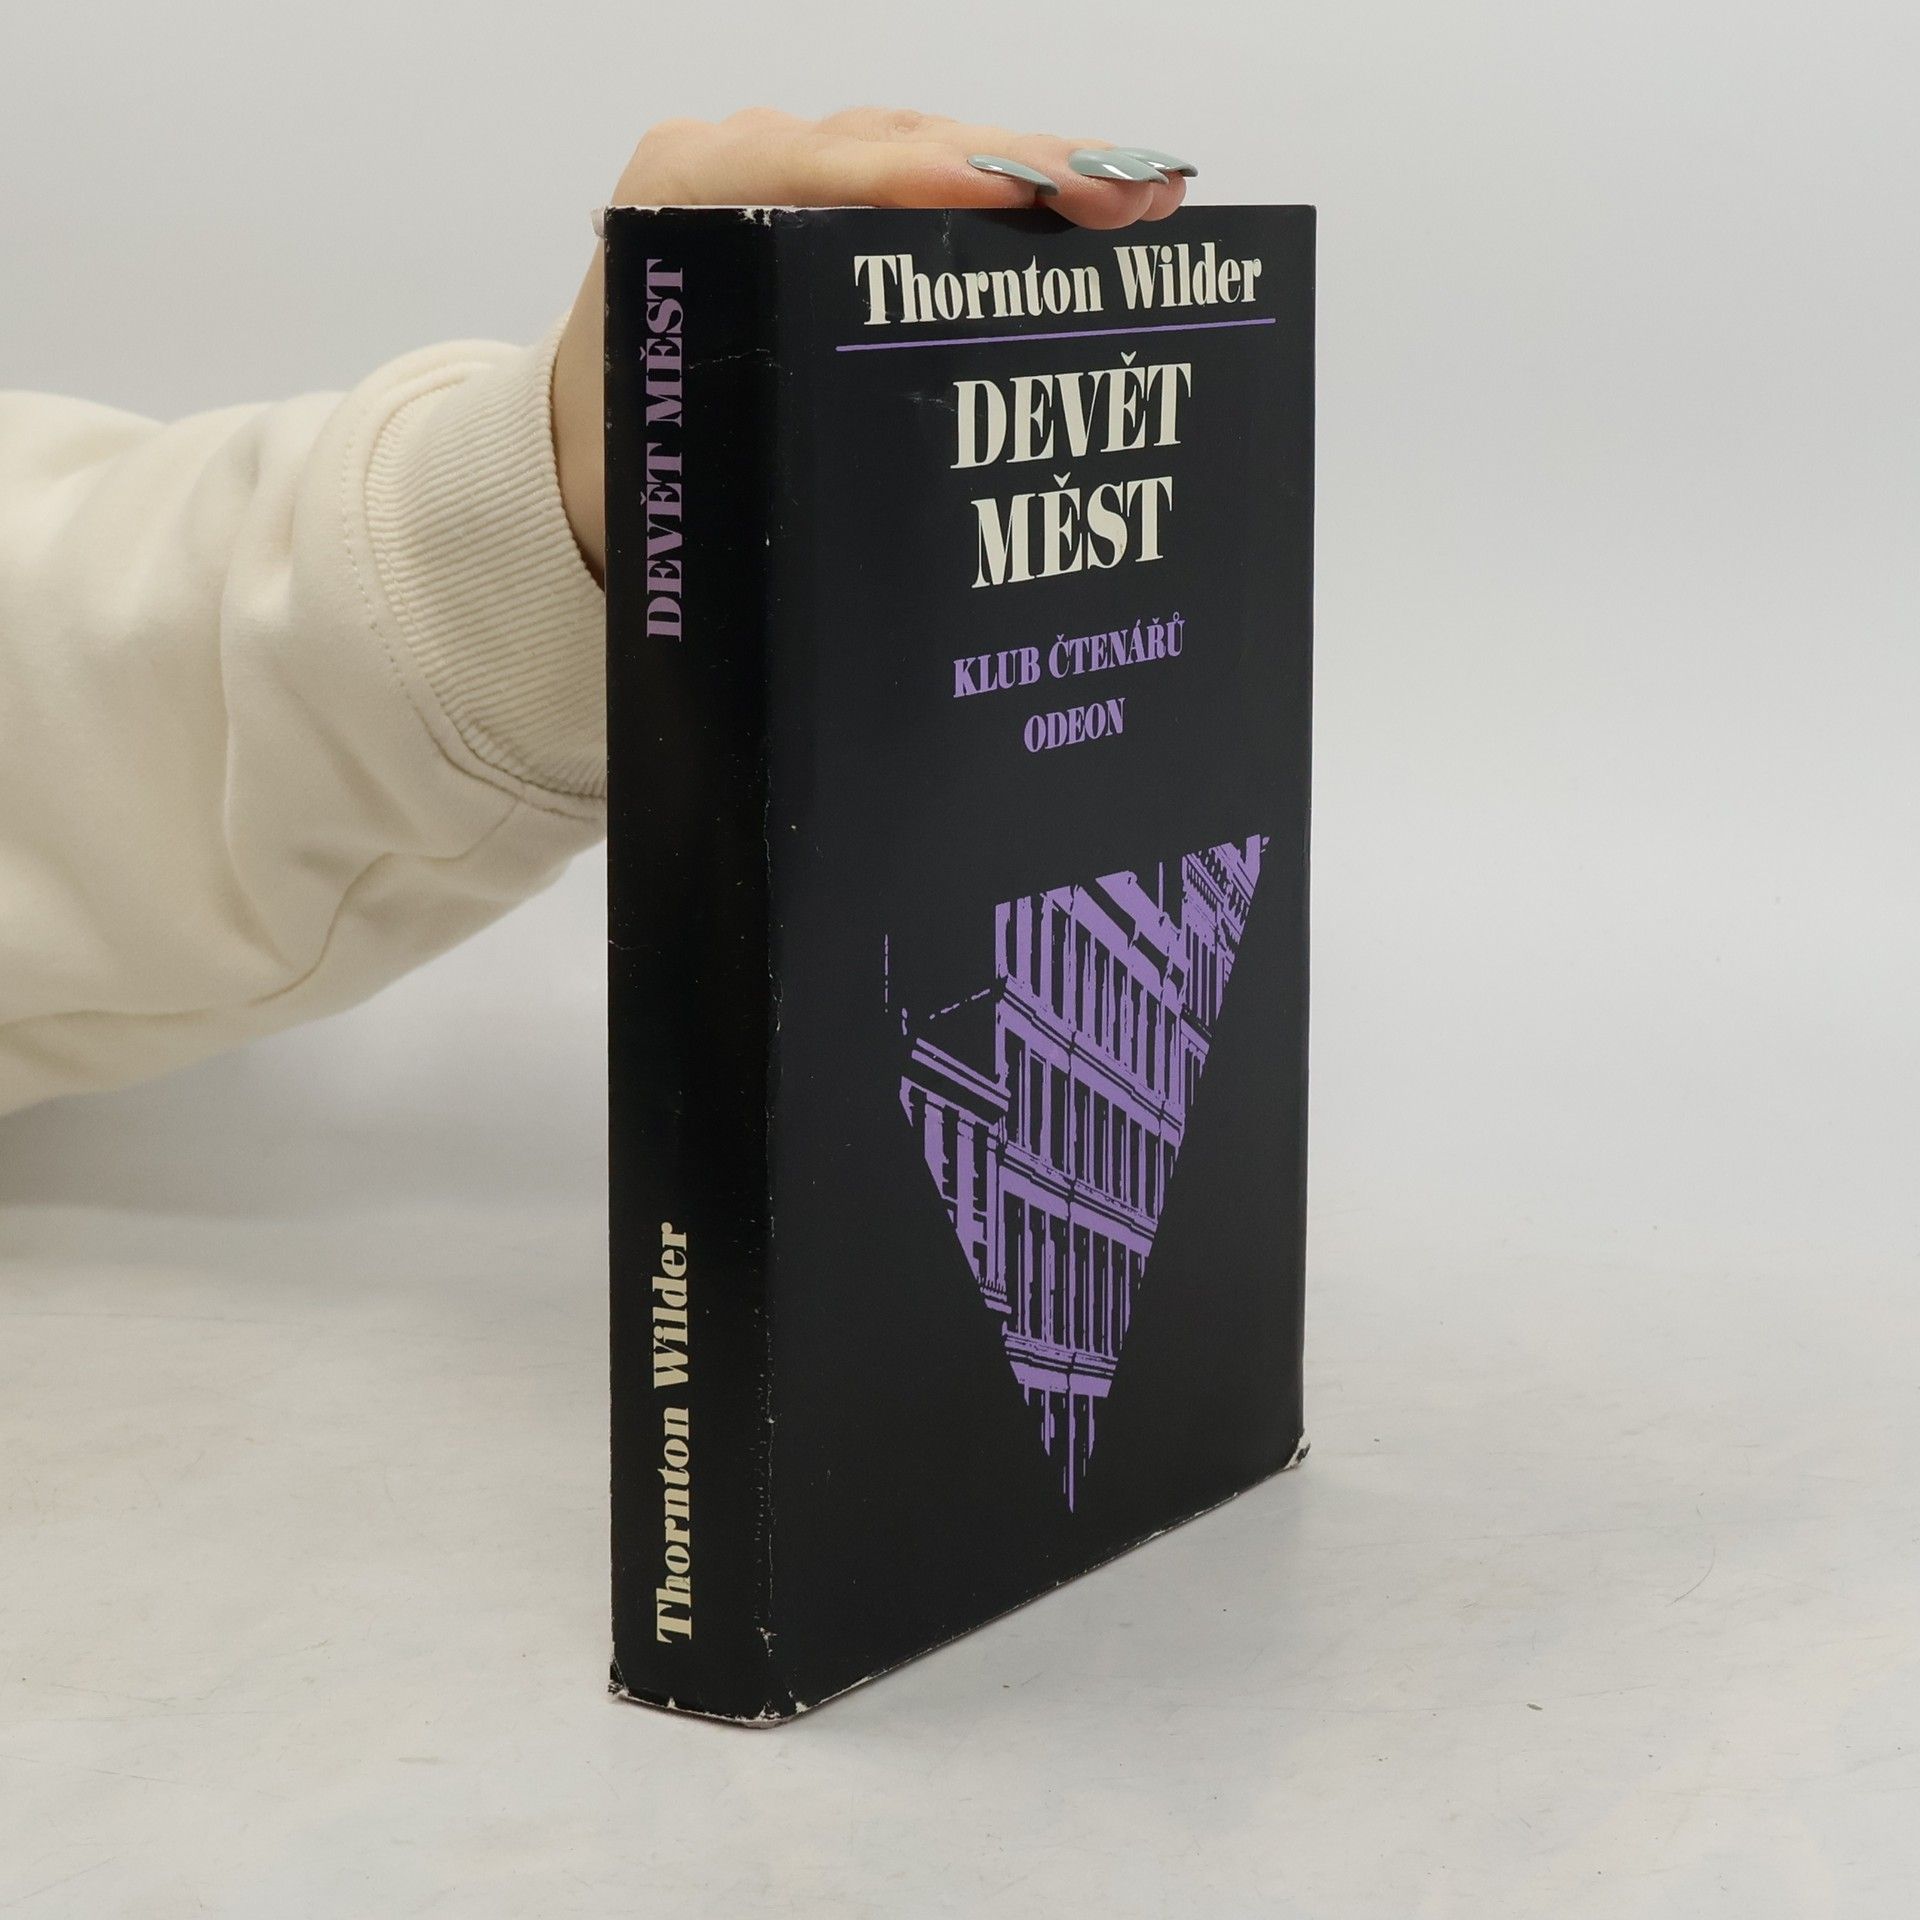 DEVĚT MĚST
Thornton Wilder
Thornton Wilder
DEVĚT
MĚST
KLUB ČTENÁŘŮ
ODEON